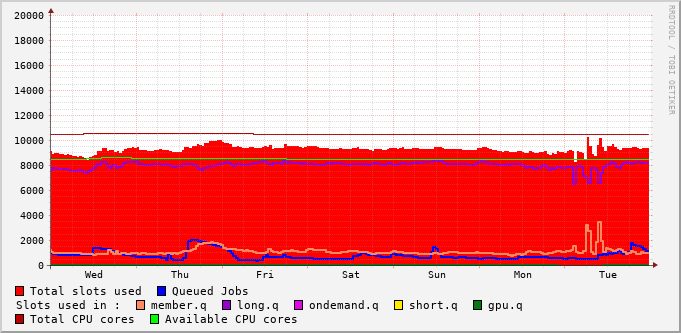 20000
18000
16000
14000
12000
10000
8000
6000
4000
2000
0
Wed Thu Fri Sat Sun Mon Tue
Total slots used Queued Jobs
Slots used in : member.q long.q ondemand.q short.q gpu.q
Total CPU cores Available CPU cores
RRDTOOL / TOBI OETIKER